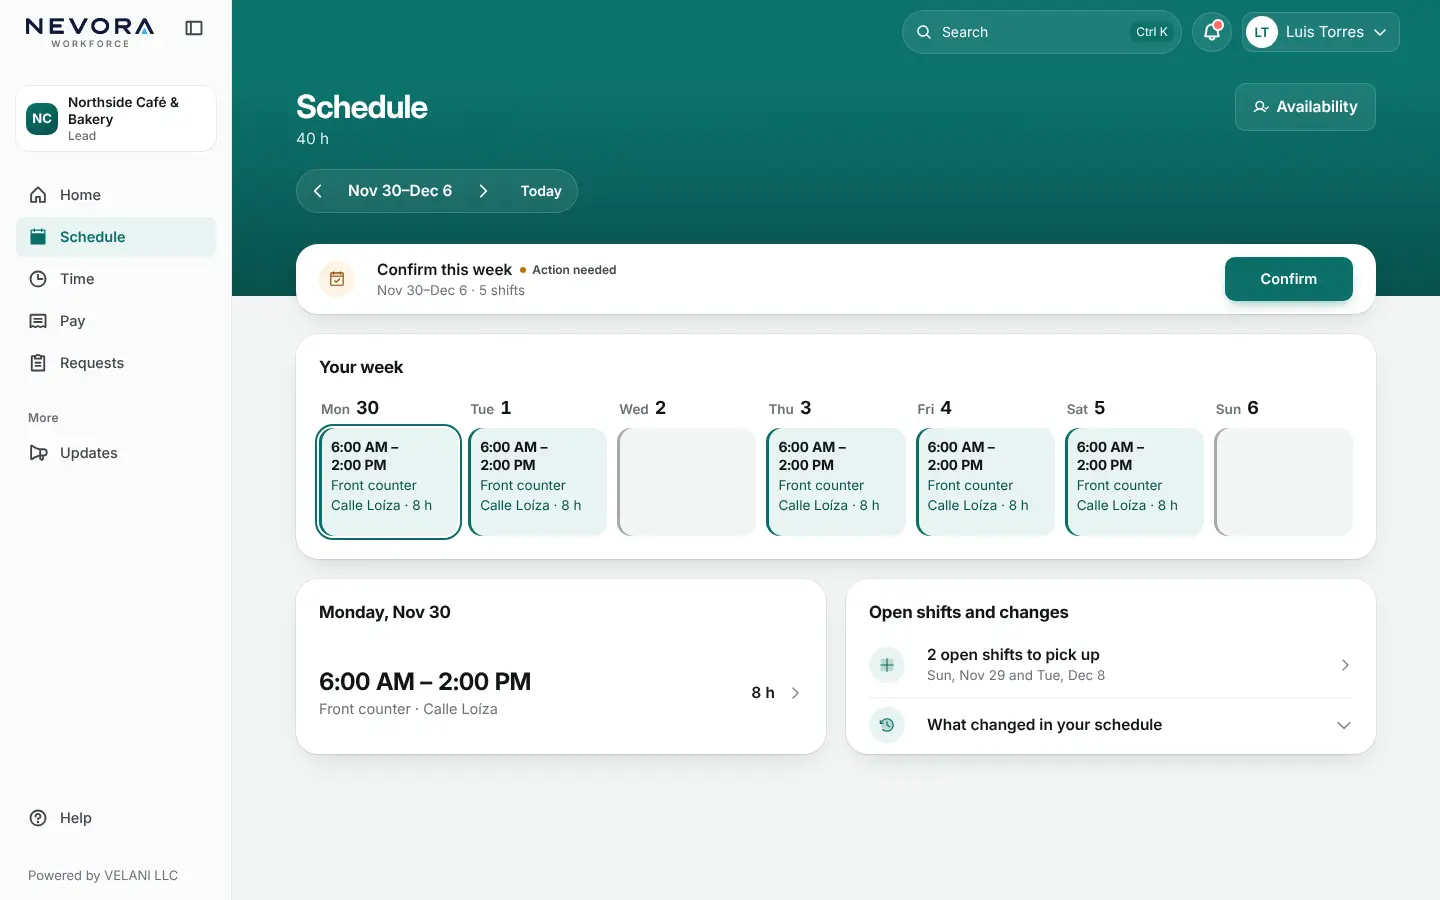 NEVORA
WORKFORCE
Search
Ctrl K
LT
Luis Torres
NC
Northside Café &
Bakery
Lead
Home
Schedule
Time
Pay
Requests
More
Updates
Help
Powered by VELANI LLC
Schedule
40 h
Availability
Nov 30–Dec 6
Today
Confirm this week
Action needed
Nov 30–Dec 6 · 5 shifts
Confirm
Your week
Mon 30
6:00 AM –
2:00 PM
Front counter
Calle Loíza · 8 h
Tue 1
6:00 AM –
2:00 PM
Front counter
Calle Loíza · 8 h
Wed 2
Thu 3
6:00 AM –
2:00 PM
Front counter
Calle Loíza · 8 h
Fri 4
6:00 AM –
2:00 PM
Front counter
Calle Loíza · 8 h
Sat 5
6:00 AM –
2:00 PM
Front counter
Calle Loíza · 8 h
Sun 6
Monday, Nov 30
6:00 AM – 2:00 PM
Front counter · Calle Loíza
8 h
Open shifts and changes
2 open shifts to pick up
Sun, Nov 29 and Tue, Dec 8
What changed in your schedule